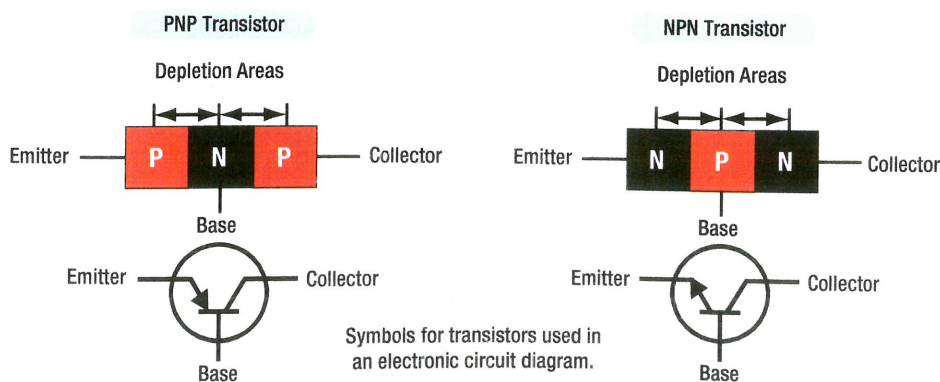 PNP Transistor
Depletion Areas
Emitter
P N P
Collector
Base
Emitter
Collector
Base
NPN Transistor
Depletion Areas
Emitter
N P N
Collector
Base
Emitter
Collector
Base
Symbols for transistors used in
an electronic circuit diagram.